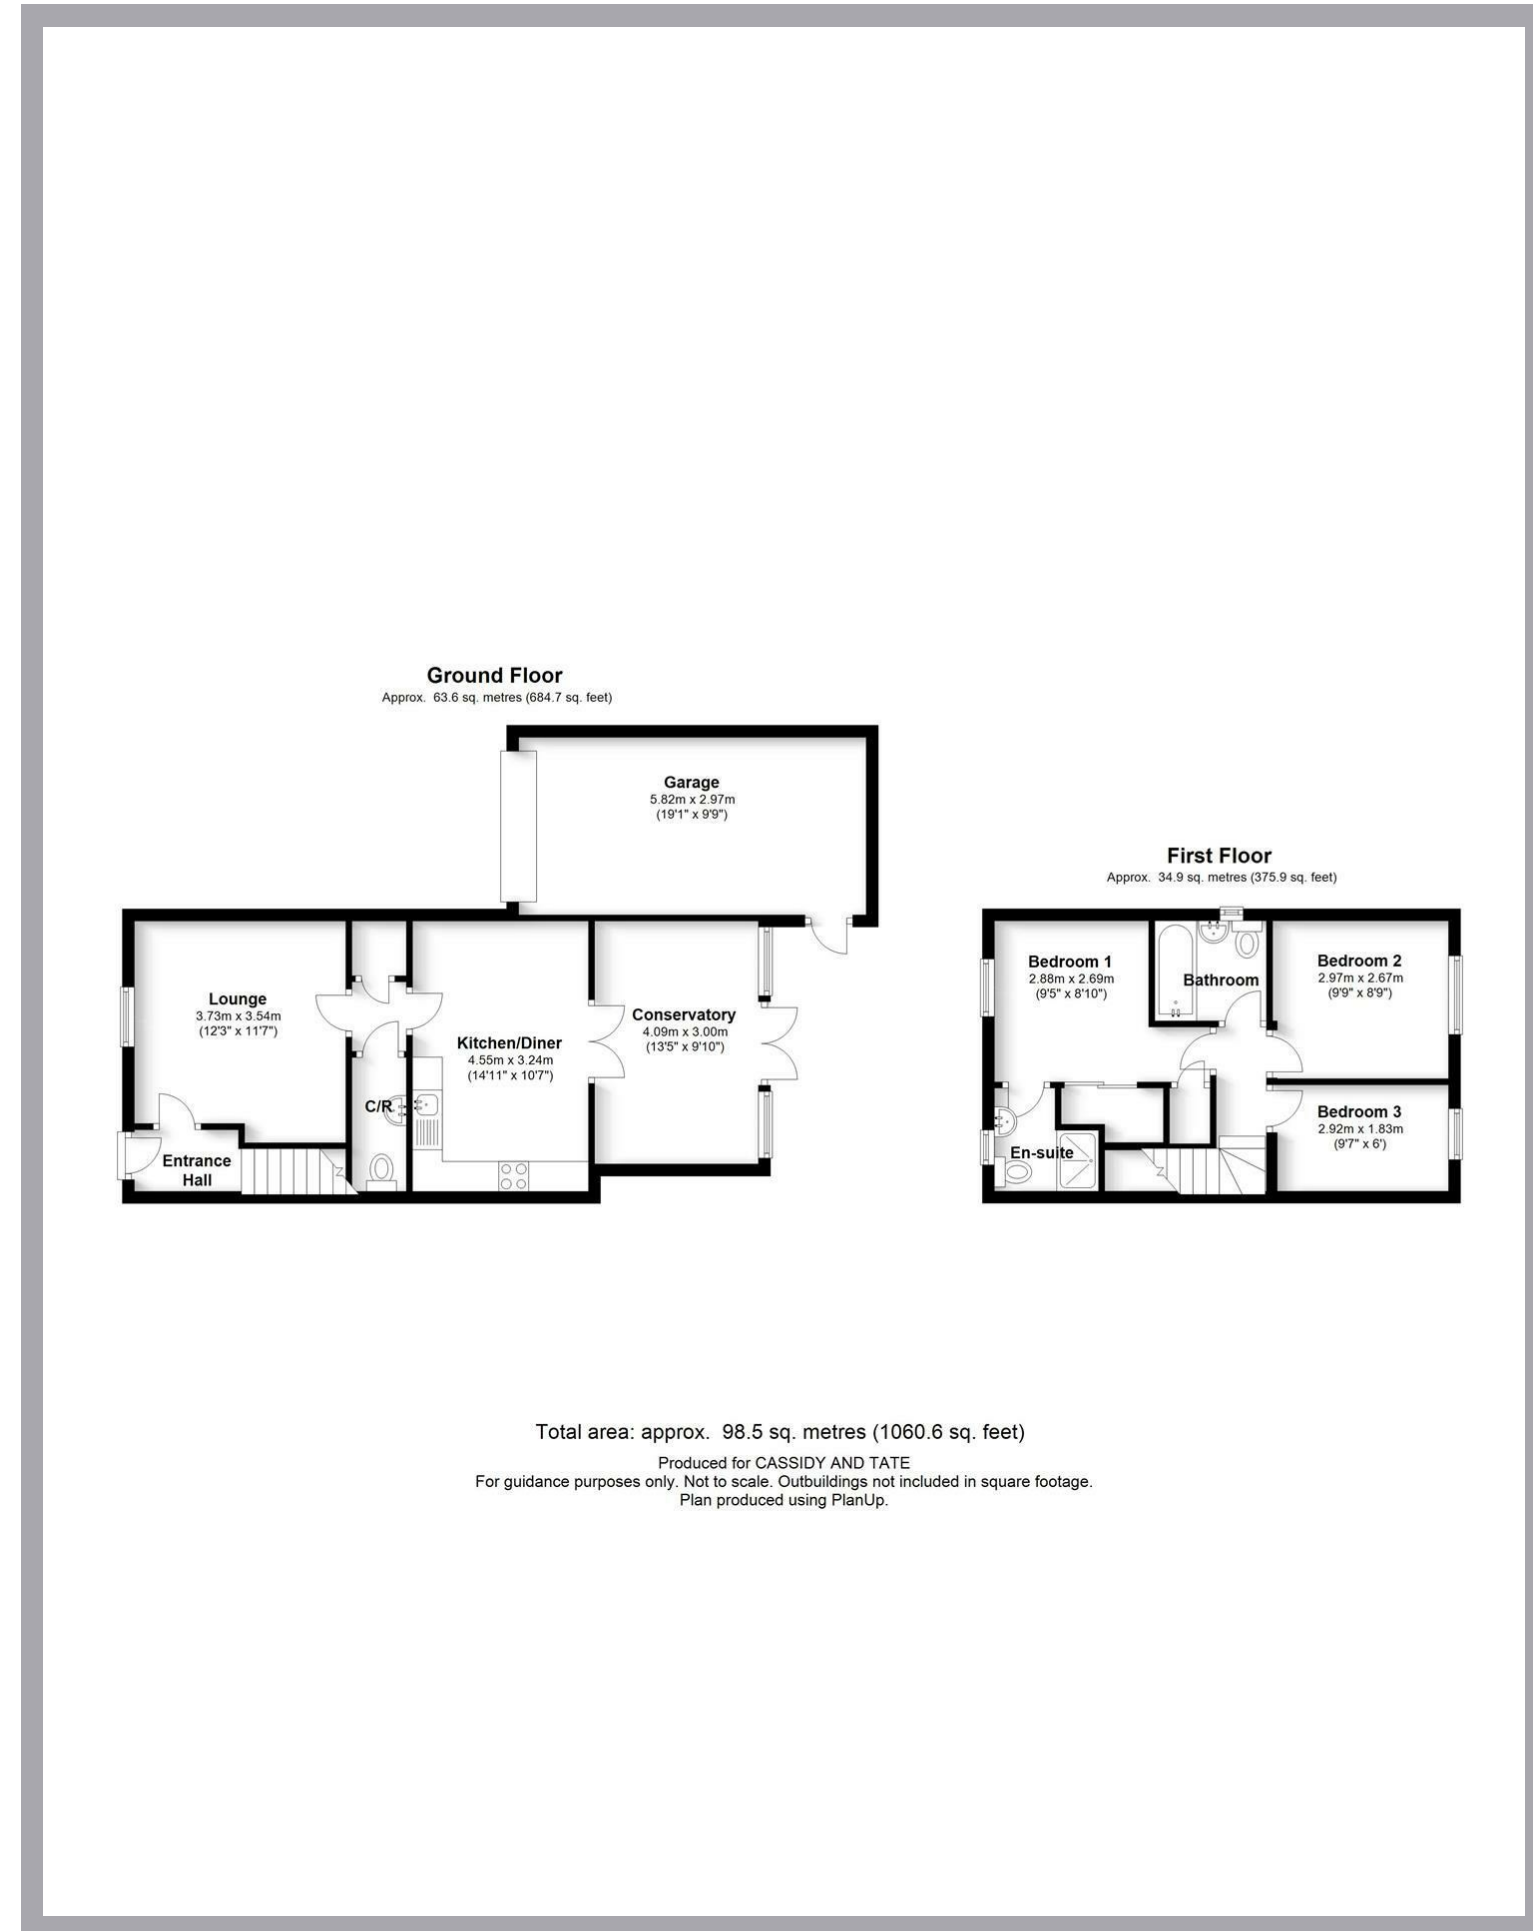 Ground Floor
Approx. 63.6 sq. metres (684.7 sq. feet)
Garage
5.82m x 2.97m
(19'1" x 9'9")
Lounge
3.73m x 3.54m
(12'3" x 11'7")
Kitchen/Diner
4.55m x 3.24m
(14'11" x 10'7")
Conservatory
4.09m x 3.00m
(13'5" x 9'10")
C/R
Entrance
Hall
First Floor
Approx. 34.9 sq. metres (375.9 sq. feet)
Bedroom 1
2.88m x 2.69m
(9'5" x 8'10")
Bathroom
Bedroom 2
2.97m x 2.67m
(9'9" x 8'9")
Bedroom 3
2.92m x 1.83m
(9'7" x 6')
En-suite
Total area: approx. 98.5 sq. metres (1060.6 sq. feet)
Produced for CASSIDY AND TATE
For guidance purposes only. Not to scale. Outbuildings not included in square footage.
Plan produced using PlanUp.